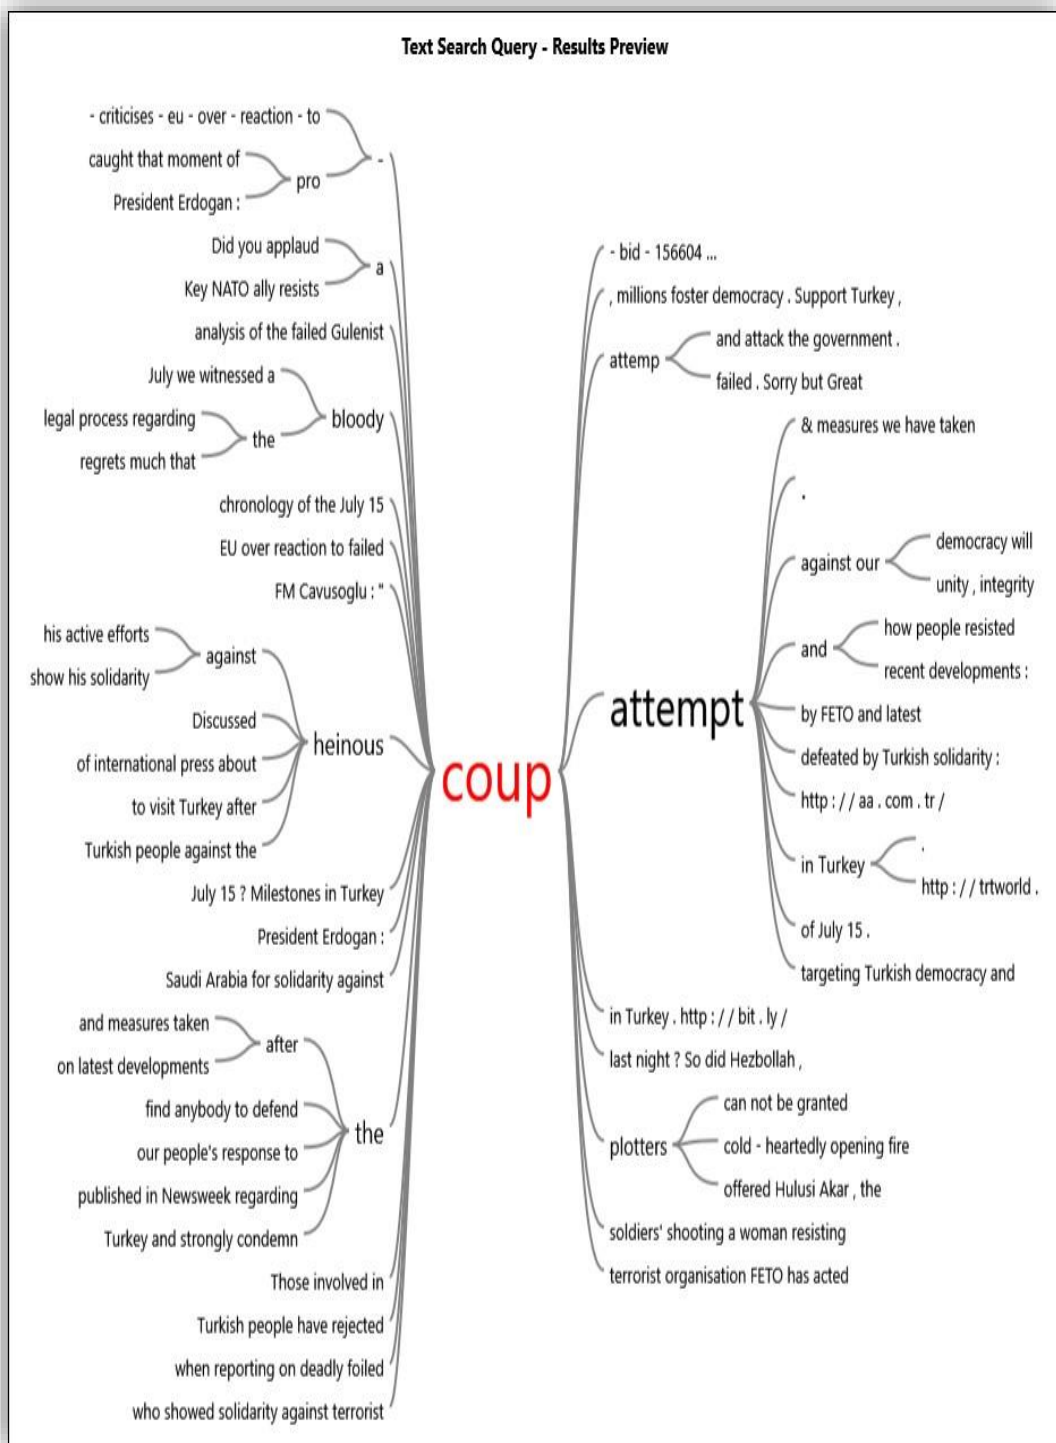 Text Search Query - Results Preview
- criticises - eu - over - reaction - to
caught that moment of
President Erdogan :
pro
-
Did you applaud
Key NATO ally resists
a
analysis of the failed Gulenist
July we witnessed a
legal process regarding
regrets much that
the
bloody
chronology of the July 15
EU over reaction to failed
FM Cavusoglu : "
his active efforts
show his solidarity
against
Discussed
of international press about
to visit Turkey after
Turkish people against the
heinous
July 15 ? Milestones in Turkey
President Erdogan :
Saudi Arabia for solidarity against
and measures taken
on latest developments
after
find anybody to defend
our people's response to
published in Newsweek regarding
Turkey and strongly condemn
the
Those involved in
Turkish people have rejected
when reporting on deadly foiled
who showed solidarity against terrorist
coup
- bid - 156604 ...
, millions foster democracy . Support Turkey ,
attemp
and attack the government .
failed . Sorry but Great
attempt
& measures we have taken
.
against our
democracy will
unity , integrity
and
how people resisted
recent developments :
by FETO and latest
defeated by Turkish solidarity :
http : / / aa . com . tr /
in Turkey
.
http : / / trtworld .
of July 15 .
targeting Turkish democracy and
in Turkey . http : / / bit . ly /
last night ? So did Hezbollah ,
plotters
can not be granted
cold - heartedly opening fire
offered Hulusi Akar , the
soldiers' shooting a woman resisting
terrorist organisation FETO has acted